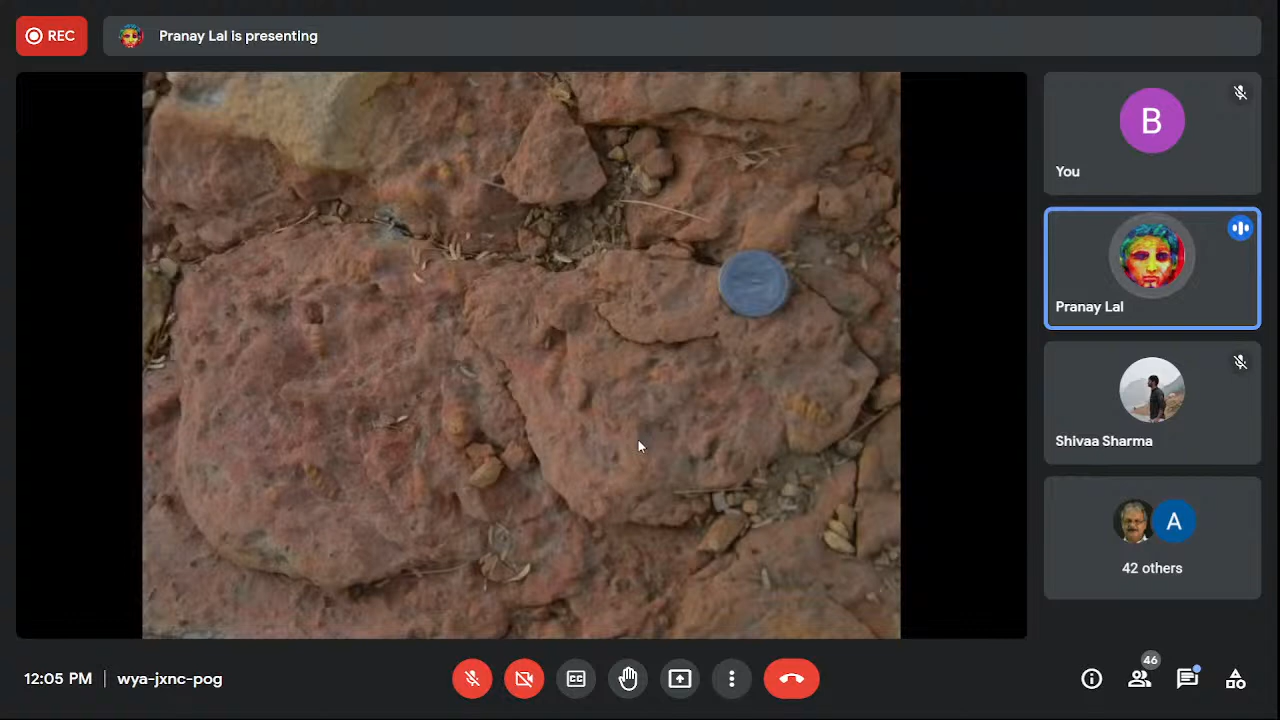 REC
Pranay Lal is presenting
B
You
Pranay Lal
Shivaa Sharma
A
42 others
12:05 PM | wya-jxnc-pog
CC
46